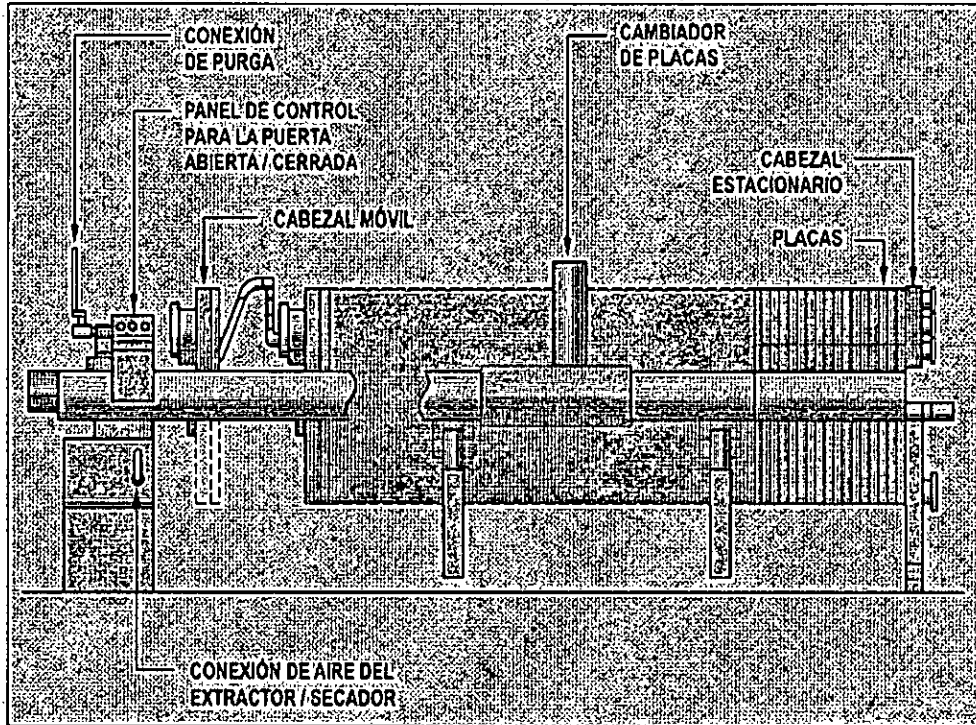 CONEXIÓN
DE PURGA
PANEL DE CONTROL
PARA LA PUERTA
ABIERTA / CERRADA
CABEZAL MÓVIL
CAMBIADOR
DE PLACAS
CABEZAL
ESTACIONARIO
PLACAS
CONEXIÓN DE AIRE DEL
EXTRACTOR / SECADOR